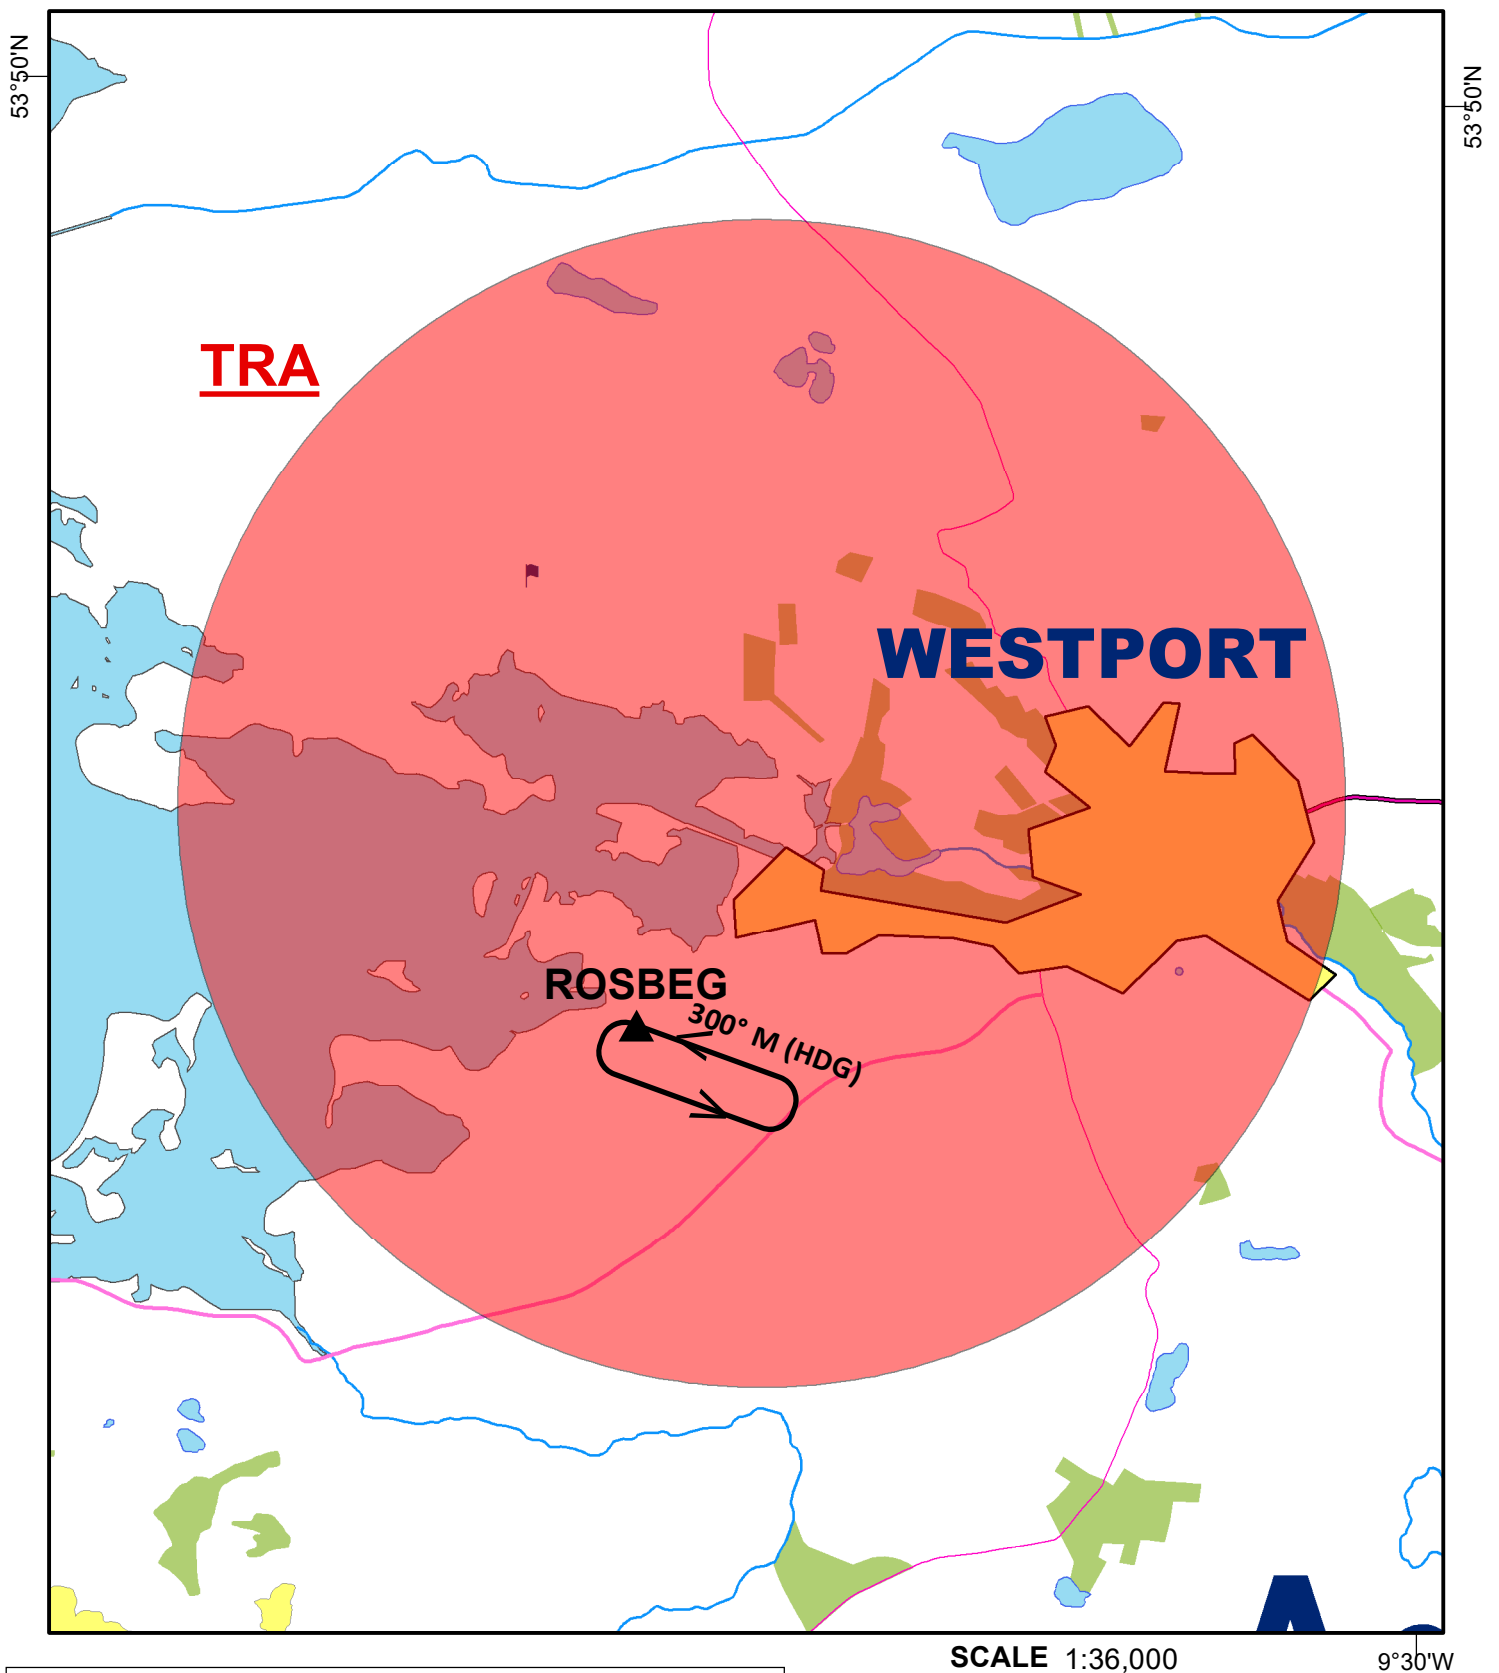 53°50'N
53°50'N
TRA
WESTPORT
ROSBEG
300° M (HDG)
SCALE 1:36,000
9°30'W